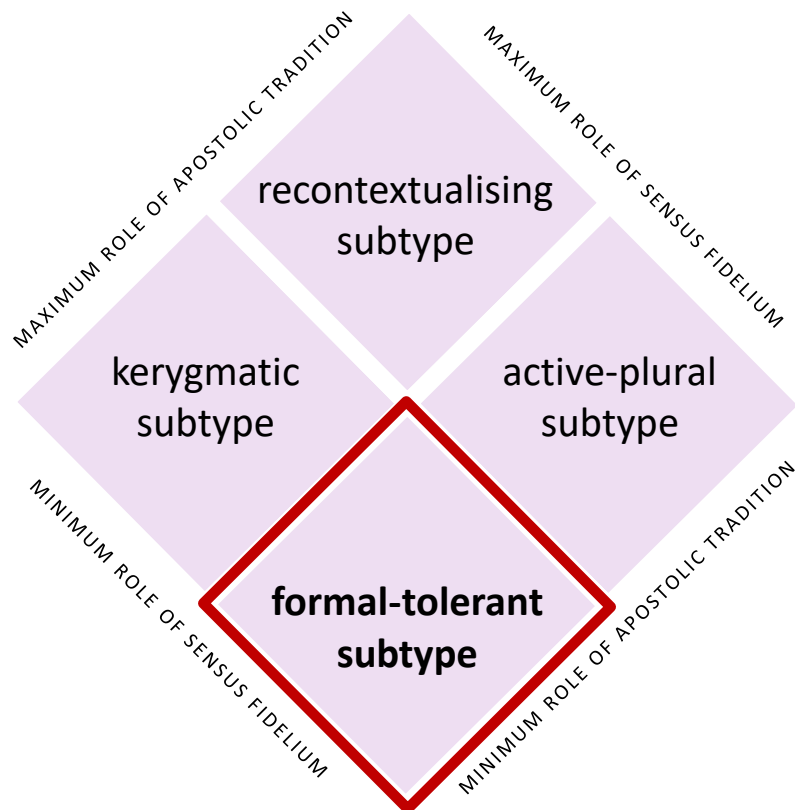 MAXIMUM ROLE OF APOSTOLIC TRADITION
MAXIMUM ROLE OF SENSUS FIDELIUM
recontextualising
subtype
kerygmatic
subtype
active-plural
subtype
formal-tolerant
subtype
MINIMUM ROLE OF SENSUS FIDELIUM
MINIMUM ROLE OF APOSTOLIC TRADITION